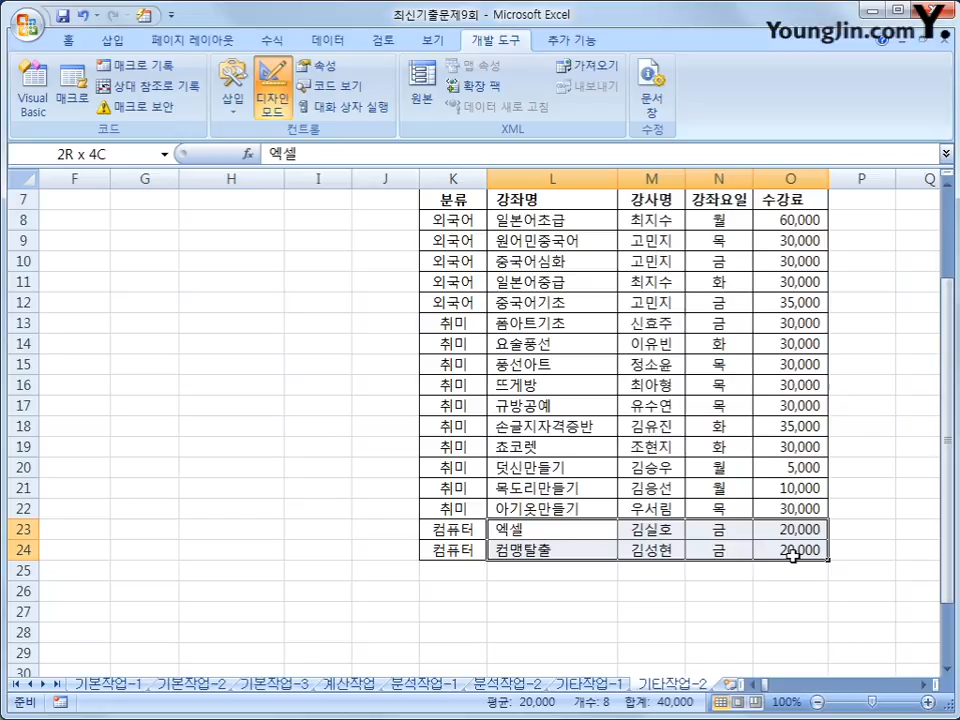 최신기출문제9회 - Microsoft Excel
YoungJin.com Y.
홈 삽입 페이지 레이아웃 수식 데이터 검토 보기 개발 도구 추가 기능
Visual Basic
매크로
매크로 기록
상대 참조로 기록
매크로 보안
코드
삽입
디자인 모드
속성
코드 보기
대화 상자 실행
컨트롤
원본
맵 속성
확장 팩
데이터 새로 고침
가져오기
내보내기
XML
문서 창
수정
2R x 4C fx 엑셀
F G H I J K L M N O P Q
7 분류 강좌명 강사명 강좌요일 수강료
8 외국어 일본어초급 최지수 월 60,000
9 외국어 원어민중국어 고민지 목 30,000
10 외국어 중국어심화 고민지 금 30,000
11 외국어 일본어중급 최지수 화 30,000
12 외국어 중국어기초 고민지 금 35,000
13 취미 폼아트기초 신효주 금 30,000
14 취미 요술풍선 이유빈 화 30,000
15 취미 풍선아트 정소윤 목 30,000
16 취미 뜨게방 최아형 목 30,000
17 취미 규방공예 유수연 목 30,000
18 취미 손글지자격증반 김유진 화 35,000
19 취미 쵸코렛 조현지 화 30,000
20 취미 덧신만들기 김승우 월 5,000
21 취미 목도리만들기 김응선 월 10,000
22 취미 아기옷만들기 우서림 목 30,000
23 컴퓨터 엑셀 김실호 금 20,000
24 컴퓨터 컴맹탈출 김성현 금 20,000
25
26
27
28
29
30
기본작업-1 기본작업-2 기본작업-3 계산작업 분석작업-1 분석작업-2 기타작업-1 기타작업-2
준비 평균: 20,000 개수: 8 합계: 40,000 100%